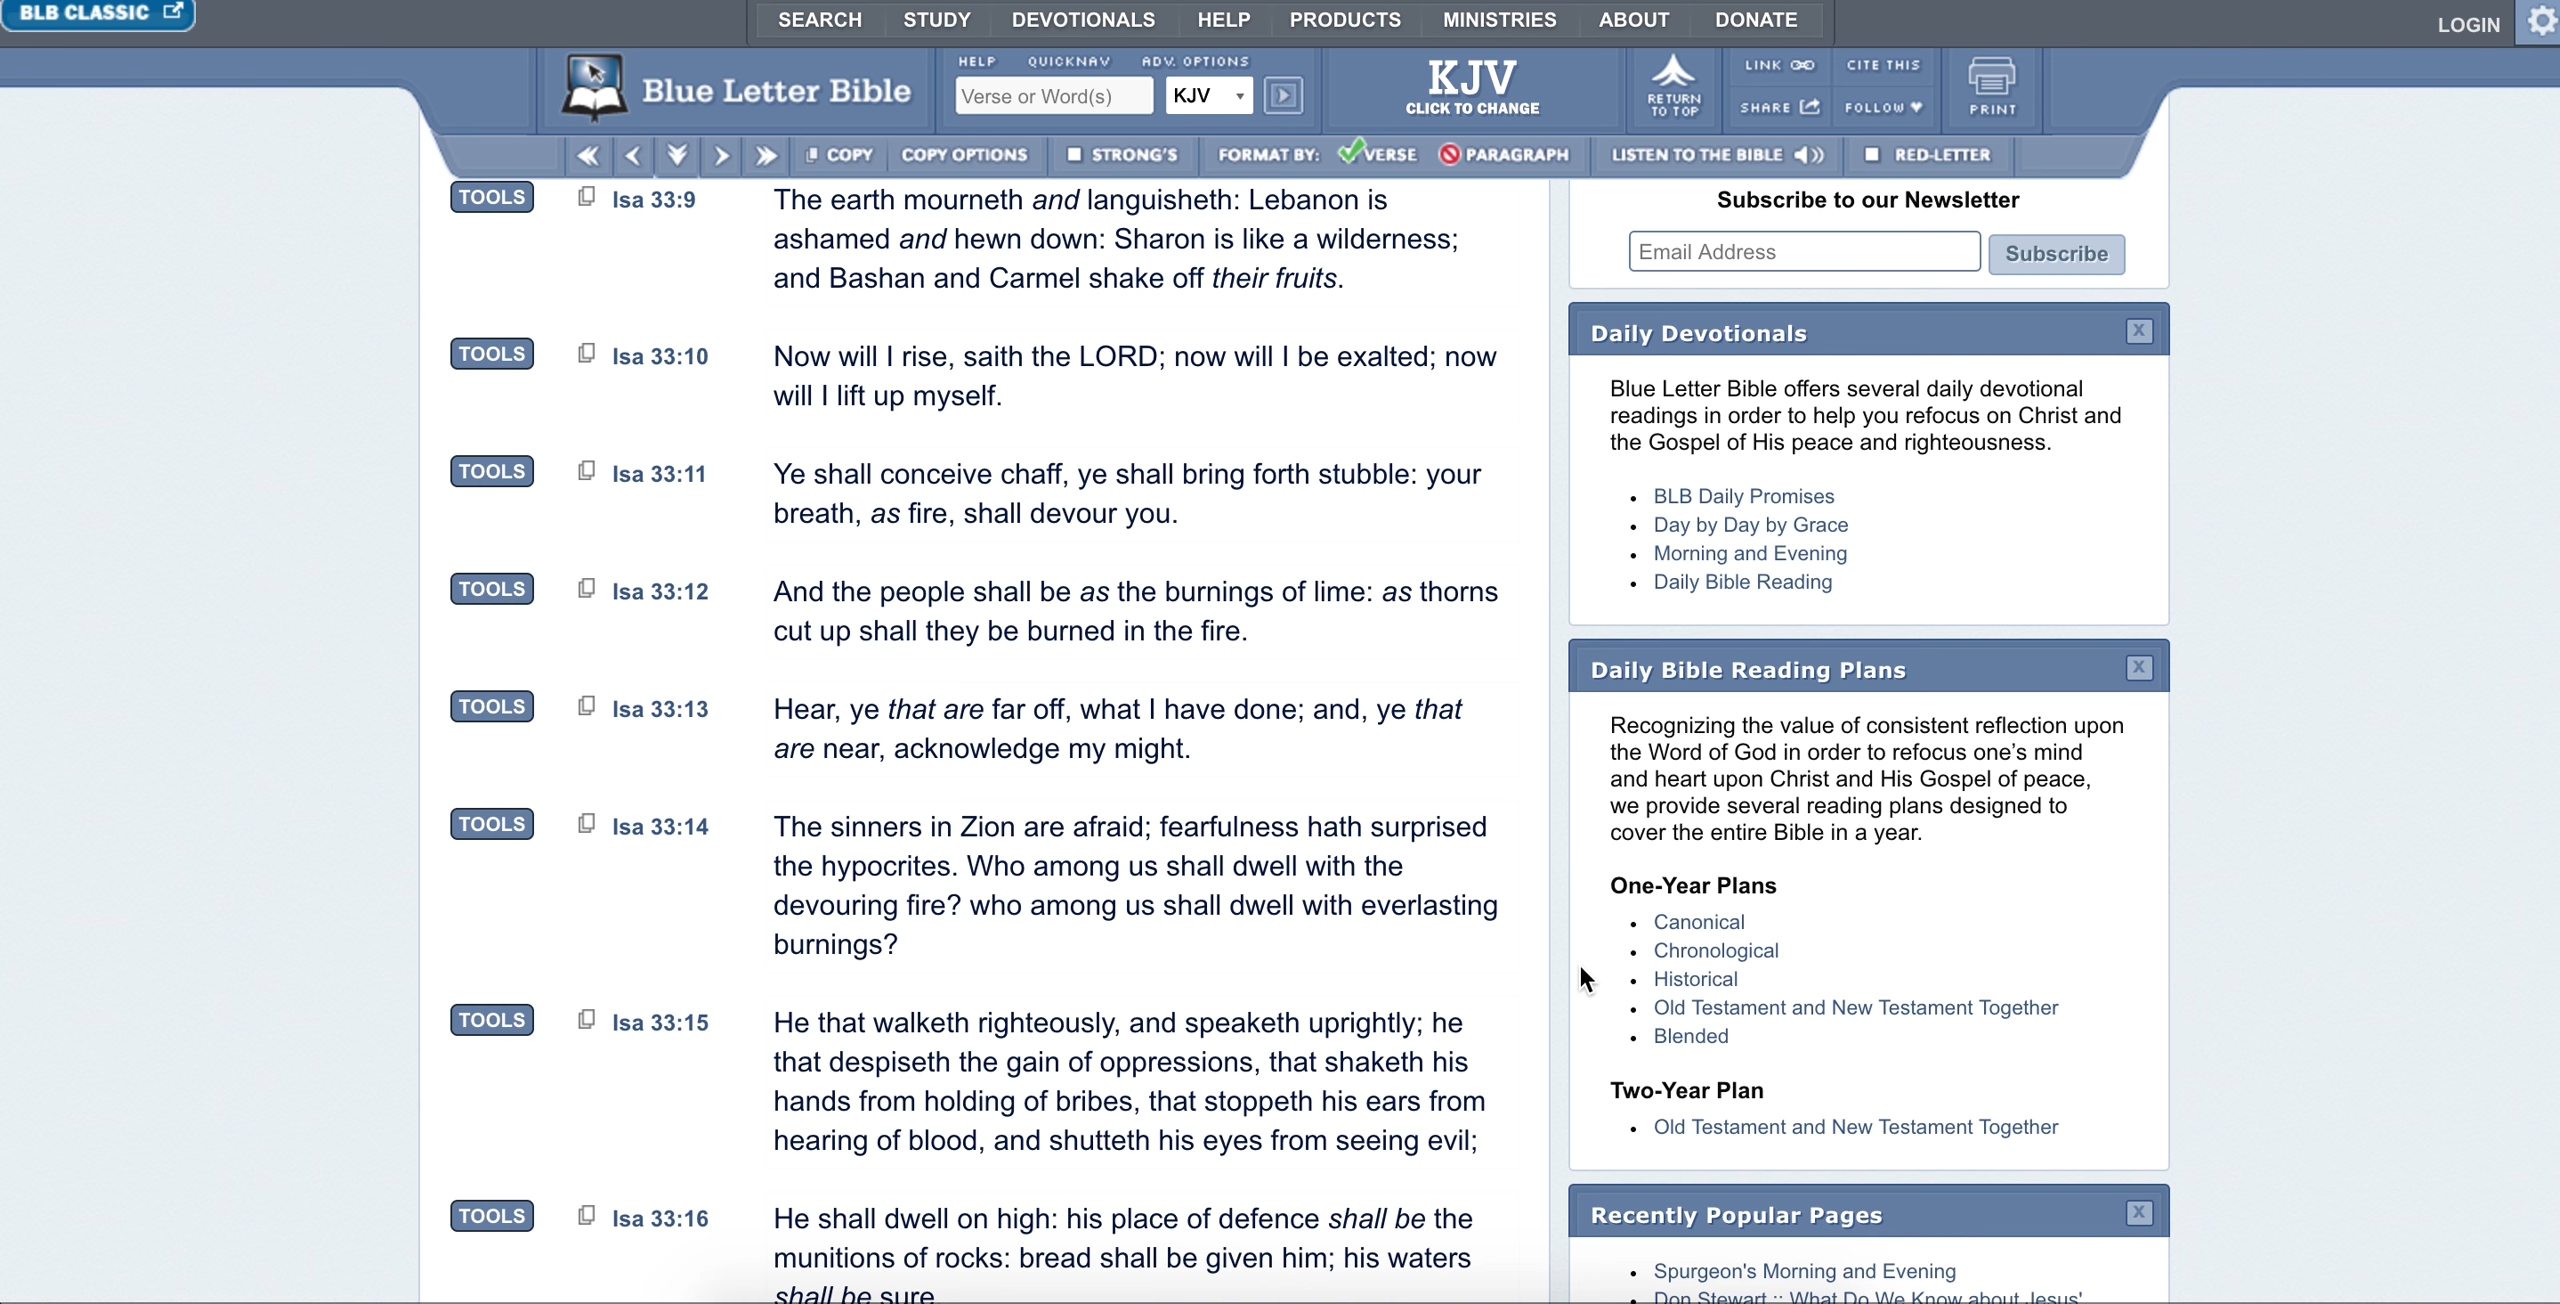 BLB CLASSIC
SEARCH STUDY DEVOTIONALS HELP PRODUCTS MINISTRIES ABOUT DONATE
LOGIN
Blue Letter Bible
HELP QUICKNAV ADV. OPTIONS
Verse or Word(s) KJV
KJV
CLICK TO CHANGE
RETURN
TO TOP
LINK CITE THIS
SHARE FOLLOW
PRINT
COPY COPY OPTIONS STRONG'S FORMAT BY: VERSE PARAGRAPH LISTEN TO THE BIBLE RED-LETTER
TOOLS Isa 33:9 The earth mourneth and languisheth: Lebanon is
ashamed and hewn down: Sharon is like a wilderness;
and Bashan and Carmel shake off their fruits.
TOOLS Isa 33:10 Now will I rise, saith the LORD; now will I be exalted; now
will I lift up myself.
TOOLS Isa 33:11 Ye shall conceive chaff, ye shall bring forth stubble: your
breath, as fire, shall devour you.
TOOLS Isa 33:12 And the people shall be as the burnings of lime: as thorns
cut up shall they be burned in the fire.
TOOLS Isa 33:13 Hear, ye that are far off, what I have done; and, ye that
are near, acknowledge my might.
TOOLS Isa 33:14 The sinners in Zion are afraid; fearfulness hath surprised
the hypocrites. Who among us shall dwell with the
devouring fire? who among us shall dwell with everlasting
burnings?
TOOLS Isa 33:15 He that walketh righteously, and speaketh uprightly; he
that despiseth the gain of oppressions, that shaketh his
hands from holding of bribes, that stoppeth his ears from
hearing of blood, and shutteth his eyes from seeing evil;
TOOLS Isa 33:16 He shall dwell on high: his place of defence shall be the
munitions of rocks: bread shall be given him; his waters
shall be sure.
Subscribe to our Newsletter
Email Address Subscribe
Daily Devotionals X
Blue Letter Bible offers several daily devotional
readings in order to help you refocus on Christ and
the Gospel of His peace and righteousness.
BLB Daily Promises
Day by Day by Grace
Morning and Evening
Daily Bible Reading
Daily Bible Reading Plans X
Recognizing the value of consistent reflection upon
the Word of God in order to refocus one's mind
and heart upon Christ and His Gospel of peace,
we provide several reading plans designed to
cover the entire Bible in a year.
One-Year Plans
Canonical
Chronological
Historical
Old Testament and New Testament Together
Blended
Two-Year Plan
Old Testament and New Testament Together
Recently Popular Pages X
Spurgeon's Morning and Evening
Don Stewart :: What Do We Know about Jesus'